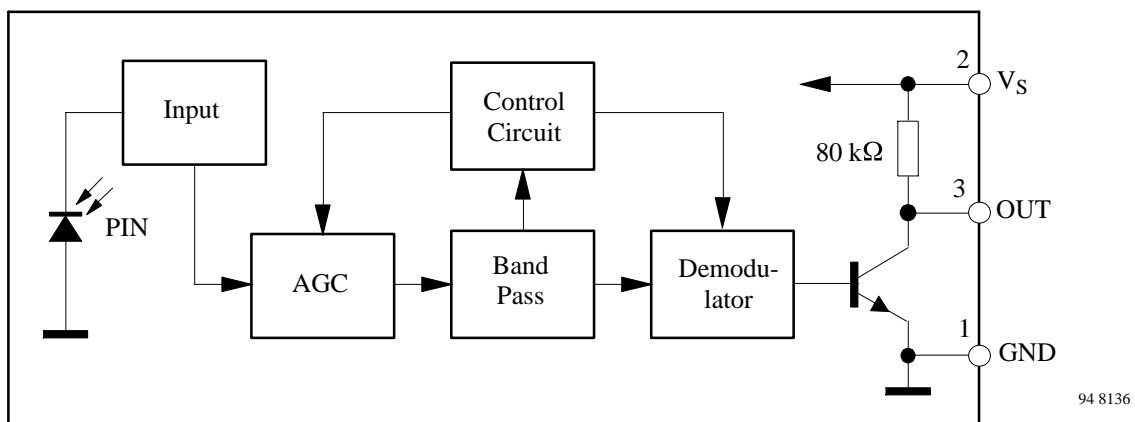 Input
Control
Circuit
2
V_S
80 kΩ
3
OUT
PIN
AGC
Band
Pass
Demodu-
lator
1
GND
94 8136